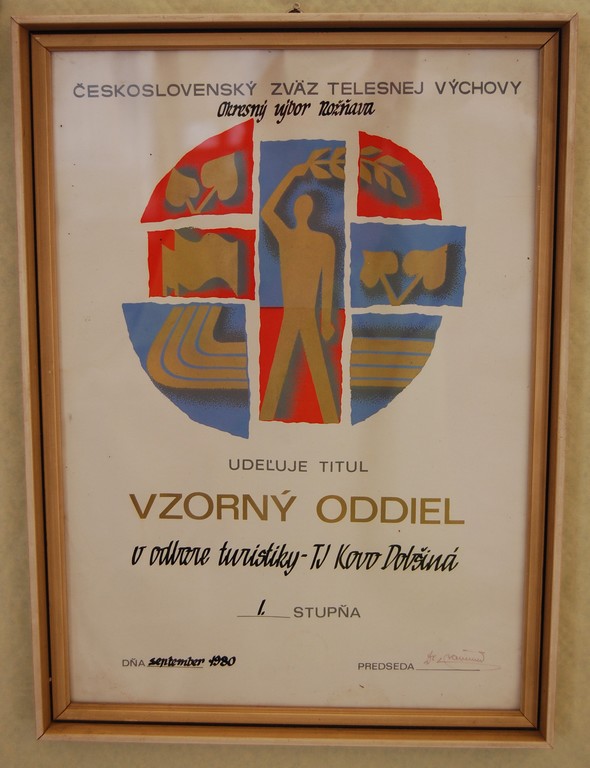 ČESKOSLOVENSKÝ ZVÄZ TELESNEJ VÝCHOVY
Okresný výbor Rožňava
UDEĽUJE TITUL
VZORNÝ ODDIEL
v odbore turistiky - TJ Kovo Dobšiná
I. STUPŇA
DŇA september 1980
PREDSEDA